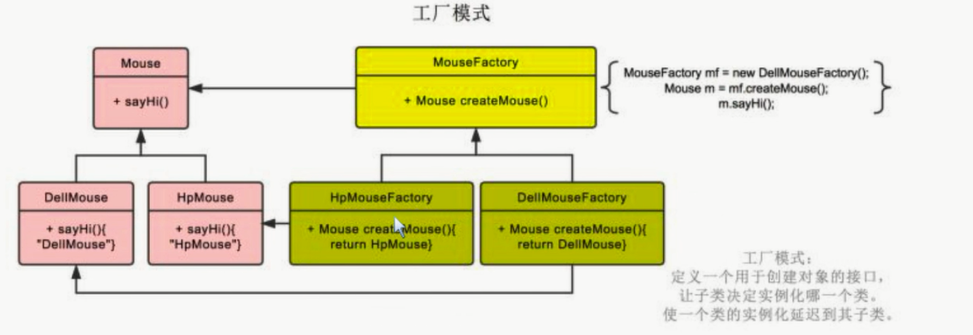 工厂模式
Mouse
+ sayHi()
MouseFactory
+ Mouse createMouse()
MouseFactory mf = new DellMouseFactory();
Mouse m = mf.createMouse();
m.sayHi();
DellMouse
+ sayHi(){
"DellMouse"}
HpMouse
+ sayHi(){
"HpMouse"}
HpMouseFactory
+ Mouse createMouse(){
return HpMouse}
DellMouseFactory
+ Mouse createMouse(){
return DellMouse}
工厂模式：
定义一个用于创建对象的接口，
让子类决定实例化哪一个类。
使一个类的实例化延迟到其子类。